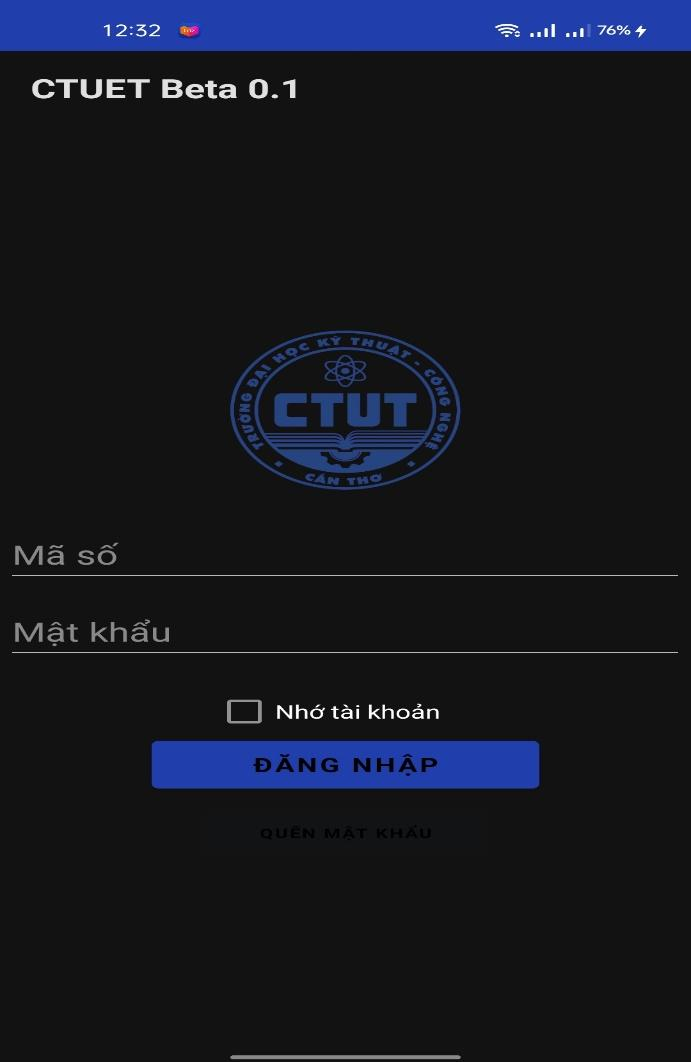 12:32
76%
CTUET Beta 0.1
TRƯỜNG ĐẠI HỌC KỸ THUẬT - CÔNG NGHỆ
CTUT
CẦN THƠ
Mã số
Mật khẩu
Nhớ tài khoản
ĐĂNG NHẬP
QUÊN MẬT KHẨU